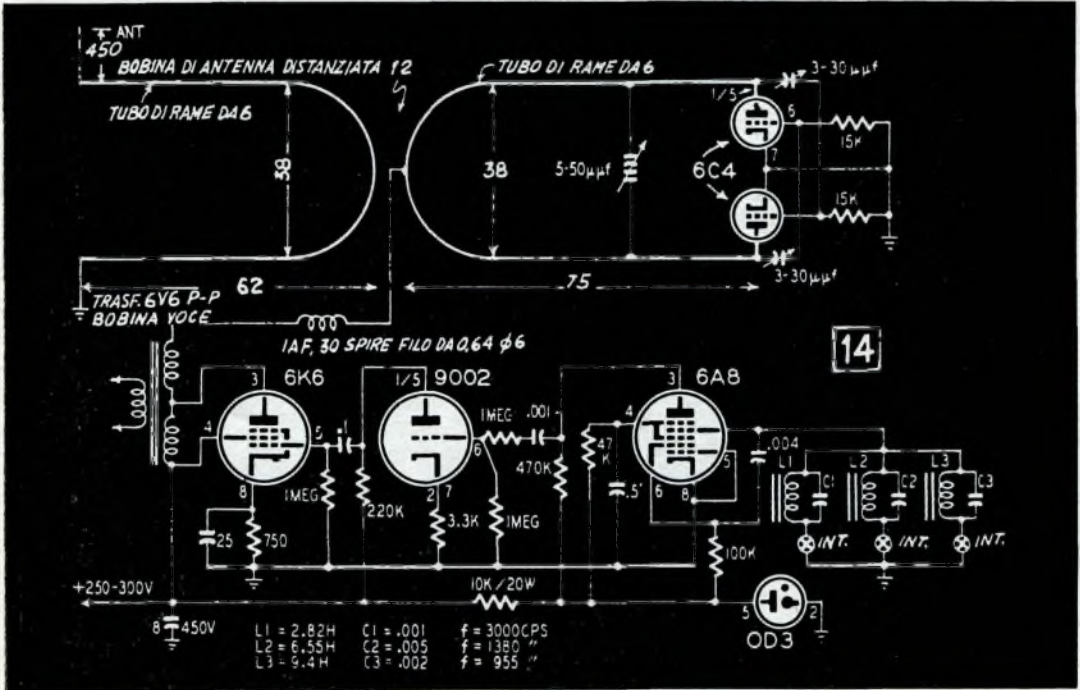 ANT
450
BOBINA DI ANTENNA DISTANZIATA 12
TUBO DI RAME DA 6
TUBO DI RAME DA 6
3-30µµf
1/5
6
15K
38
38
5-50µµf
6C4
7
15K
3-30µµf
62
75
TRASF. 6V6 P-P
BOBINA VOCE
IAF, 30 SPIRE FILO DA 0,64 φ6
14
6K6
1/5
9002
6A8
3
3
4
5
.1
1MEG
.001
6
4
47
K
.004
5
L1
C1
L2
C2
L3
C3
8
1MEG
220K
2
7
470K
.5
6
8
25
750
3.3K
1MEG
100K
INT.
INT.
INT.
+250-300V
10K/20W
5
2
8
450V
OD3
L1 = 2.82H C1 = .001 f = 3000CPS
L2 = 6.55H C2 = .005 f = 1380 "
L3 = 9.4H C3 = .002 f = 955 "